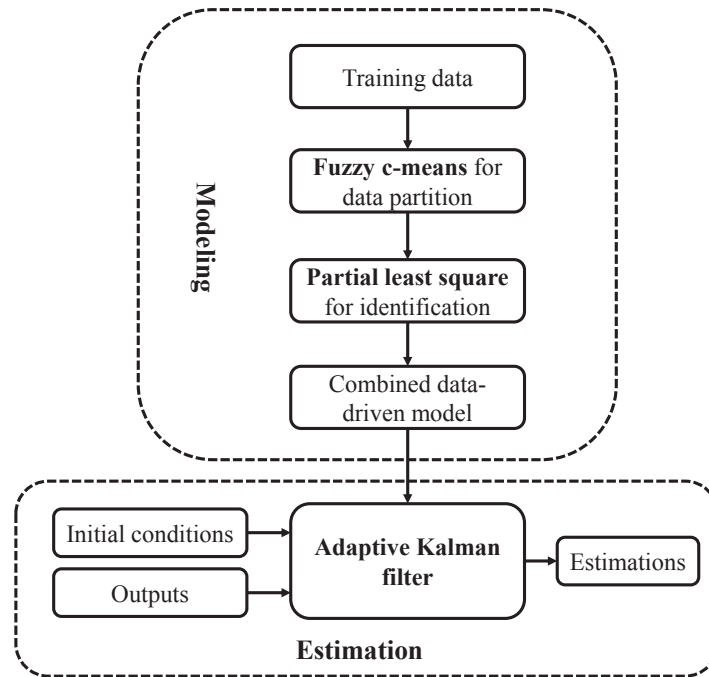 Training data
Fuzzy c-means for
data partition
Modeling
Partial least square
for identification
Combined data-
driven model
Initial conditions
Adaptive Kalman
filter
Estimations
Outputs
Estimation